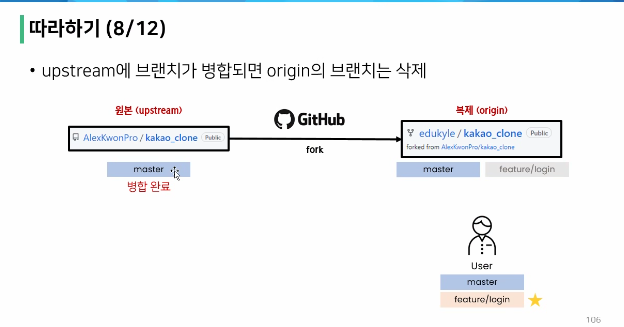 따라하기 (8/12)
• upstream에 브랜치가 병합되면 origin의 브랜치는 삭제
원본 (upstream)
GitHub
복제 (origin)
AlexKwonPro / kakao_clone Public
edukyle / kakao_clone Public
forked from AlexKwonPro/kakao_clone
fork
master
master
feature/login
병합 완료
User
master
feature/login
106